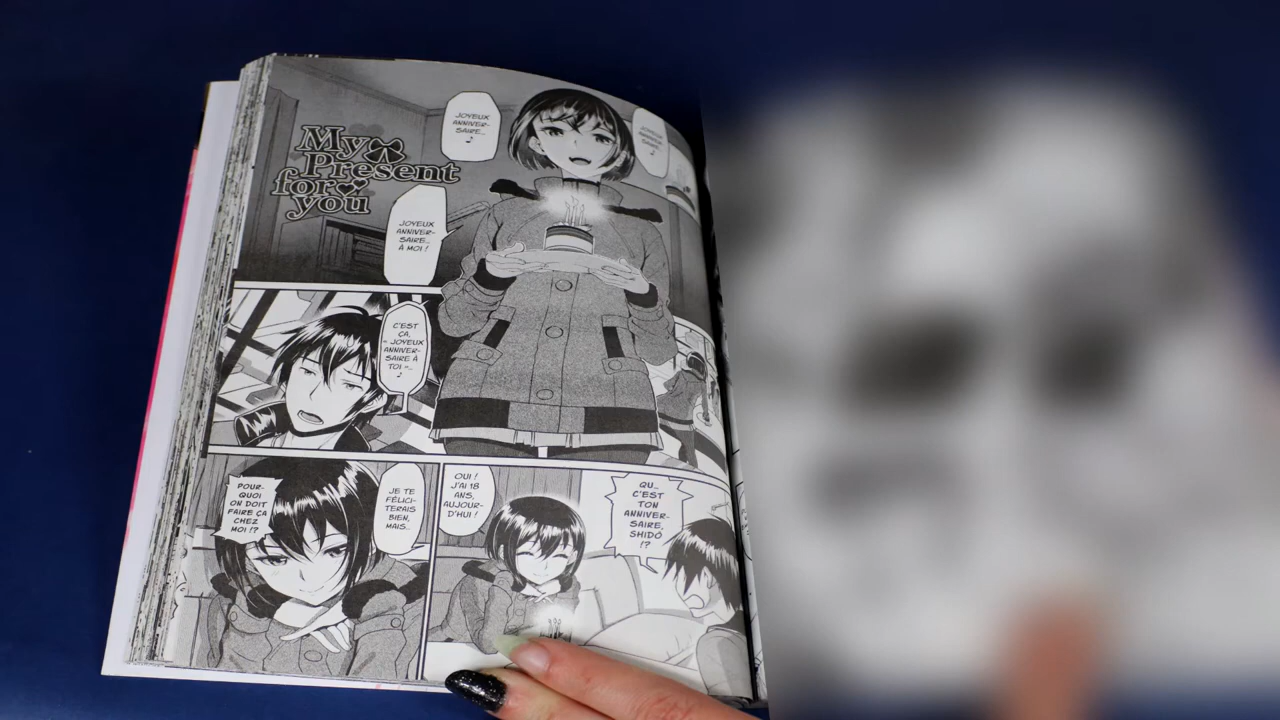 My
Present
for
you
JOYEUX
ANNIVER-
SAIRE...
♪
JOYEUX
ANNIVER-
SAIRE...
À MOI !
C'EST
ÇA,
« JOYEUX
ANNIVER-
SAIRE À
TOI »...
♪
QU...
C'EST
TON
ANNIVER-
SAIRE,
SHIDÓ
!?
OUI !
J'AI 18
ANS,
AUJOUR-
D'HUI !
JE TE
FÉLICI-
TERAIS
BIEN,
MAIS...
POUR-
QUOI
ON DOIT
FAIRE ÇA
CHEZ
MOI !?